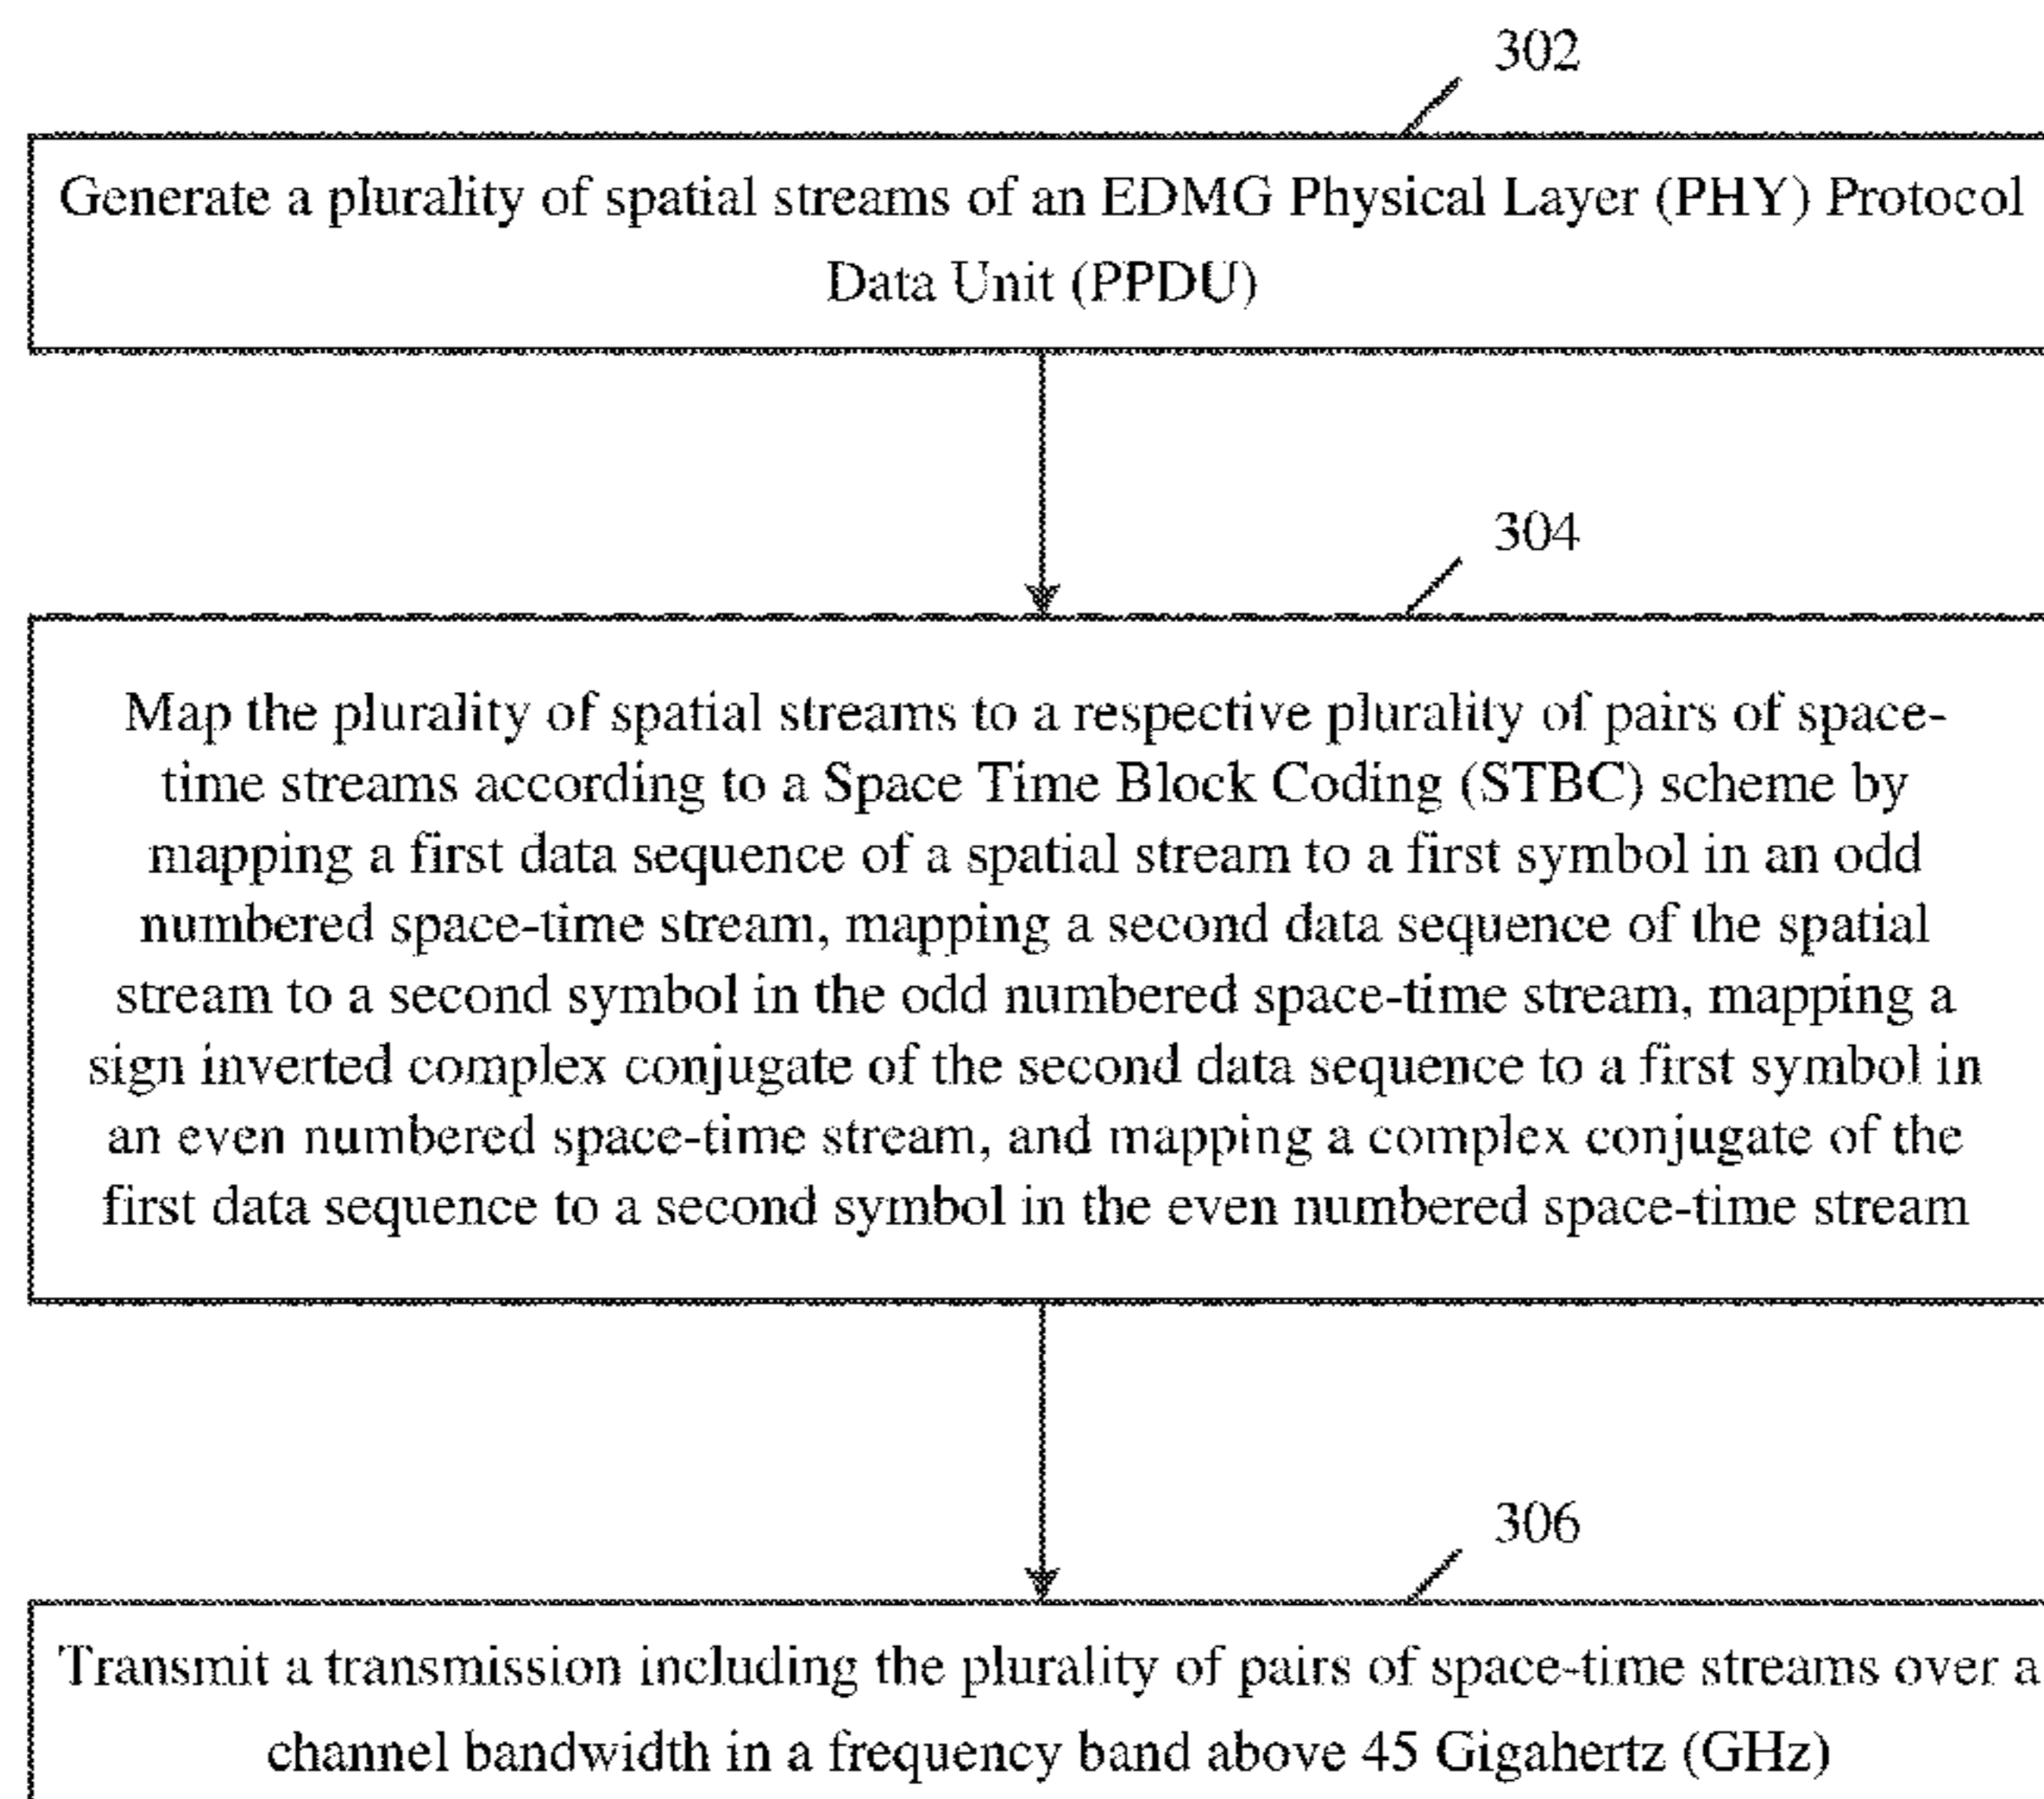 302
Generate a plurality of spatial streams of an EDMG Physical Layer (PHY) Protocol
Data Unit (PPDU)
304
Map the plurality of spatial streams to a respective plurality of pairs of space-
time streams according to a Space Time Block Coding (STBC) scheme by
mapping a first data sequence of a spatial stream to a first symbol in an odd
numbered space-time stream, mapping a second data sequence of the spatial
stream to a second symbol in the odd numbered space-time stream, mapping a
sign inverted complex conjugate of the second data sequence to a first symbol in
an even numbered space-time stream, and mapping a complex conjugate of the
first data sequence to a second symbol in the even numbered space-time stream
306
Transmit a transmission including the plurality of pairs of space-time streams over a
channel bandwidth in a frequency band above 45 Gigahertz (GHz)